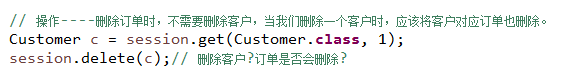 // 操作----删除订单时，不需要删除客户，当我们删除一个客户时，应该将客户对应订单也删除。
Customer c = session.get(Customer.class, 1);
session.delete(c);// 删除客户?订单是否会删除?